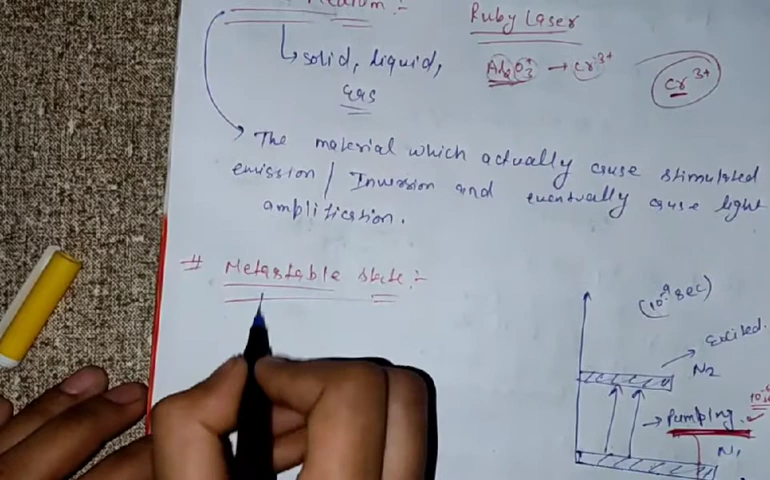 Medium :-
Ruby Laser
solid, liquid,
gas
Al2O3 → Cr3+
Cr3+
The material which actually cause stimulated
emission / Inversion and eventually cause light
amplification.
# Metastable state :-
(10-9 sec)
Excited.
N2
Pumping.
N1